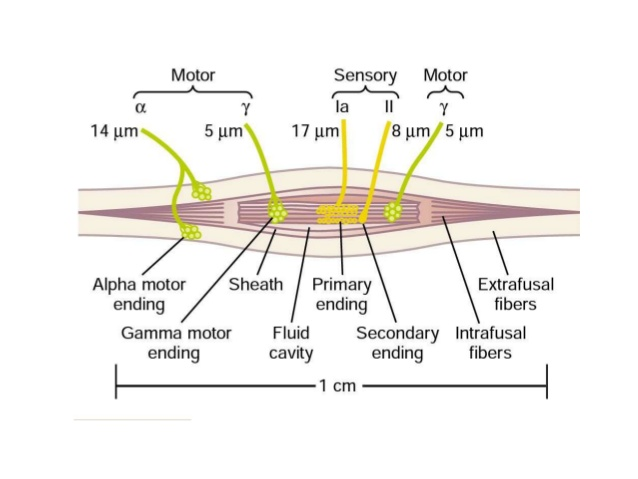 Motor Sensory Motor
α γ Ia II γ
14 μm 5 μm 17 μm 8 μm 5 μm
Alpha motor
ending
Sheath
Primary
ending
Extrafusal
fibers
Gamma motor
ending
Fluid
cavity
Secondary
ending
Intrafusal
fibers
1 cm